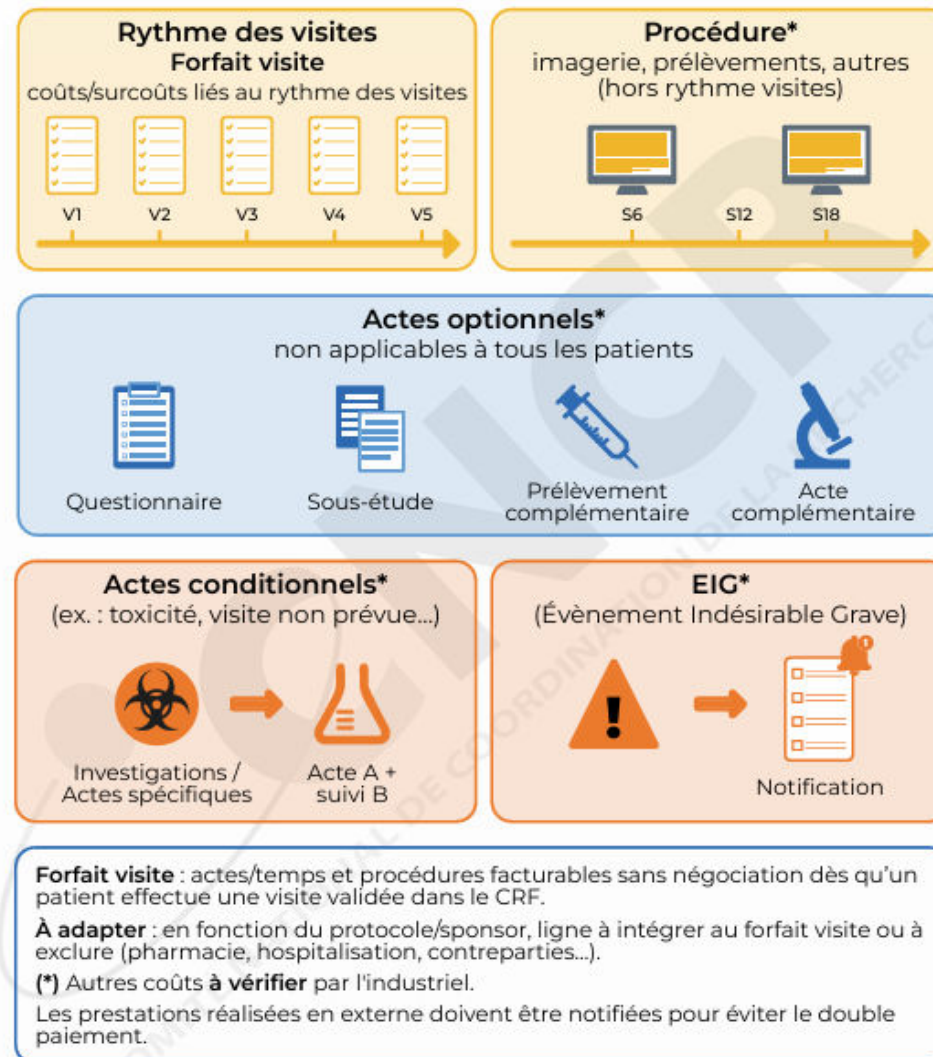 Rythme des visites
Forfait visite
coûts/surcoûts liés au rythme des visites
V1 V2 V3 V4 V5
Procédure*
imagerie, prélèvements, autres
(hors rythme visites)
S6 S12 S18
Actes optionnels*
non applicables à tous les patients
Questionnaire
Sous-étude
Prélèvement
complémentaire
Acte
complémentaire
Actes conditionnels*
(ex. : toxicité, visite non prévue...)
Investigations /
Actes spécifiques
Acte A +
suivi B
EIG*
(Évènement Indésirable Grave)
!
Notification
Forfait visite : actes/temps et procédures facturables sans négociation dès qu'un
patient effectue une visite validée dans le CRF.
À adapter : en fonction du protocole/sponsor, ligne à intégrer au forfait visite ou à
exclure (pharmacie, hospitalisation, contreparties...).
(*) Autres coûts à vérifier par l'industriel.
Les prestations réalisées en externe doivent être notifiées pour éviter le double
paiement.
CNCR